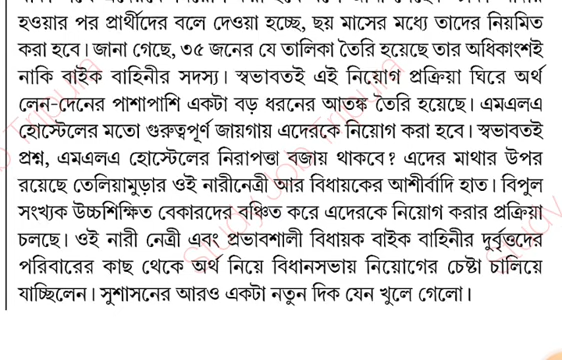 হওয়ার পর প্রার্থীদের বলে দেওয়া হচ্ছে, ছয় মাসের মধ্যে তাদের নিয়মিত
করা হবে। জানা গেছে, ৩৫ জনের যে তালিকা তৈরি হয়েছে তার অধিকাংশই
নাকি বাইক বাহিনীর সদস্য। স্বভাবতই এই নিয়োগ প্রক্রিয়া ঘিরে অর্থ
লেন-দেনের পাশাপাশি একটা বড় ধরনের আতঙ্ক তৈরি হয়েছে। এমএলএ
হোস্টেলের মতো গুরুত্বপূর্ণ জায়গায় এদেরকে নিয়োগ করা হবে। স্বভাবতই
প্রশ্ন, এমএলএ হোস্টেলের নিরাপত্তা বজায় থাকবে? এদের মাথার উপর
রয়েছে তেলিয়ামুড়ার ওই নারীনেত্রী আর বিধায়কের আশীর্বাদি হাত। বিপুল
সংখ্যক উচ্চশিক্ষিত বেকারদের বঞ্চিত করে এদেরকে নিয়োগ করার প্রক্রিয়া
চলছে। ওই নারী নেত্রী এবং প্রভাবশালী বিধায়ক বাইক বাহিনীর দুর্বৃত্তদের
পরিবারের কাছ থেকে অর্থ নিয়ে বিধানসভায় নিয়োগের চেষ্টা চালিয়ে
যাচ্ছিলেন। সুশাসনের আরও একটা নতুন দিক যেন খুলে গেলো।
Study Job Tripura